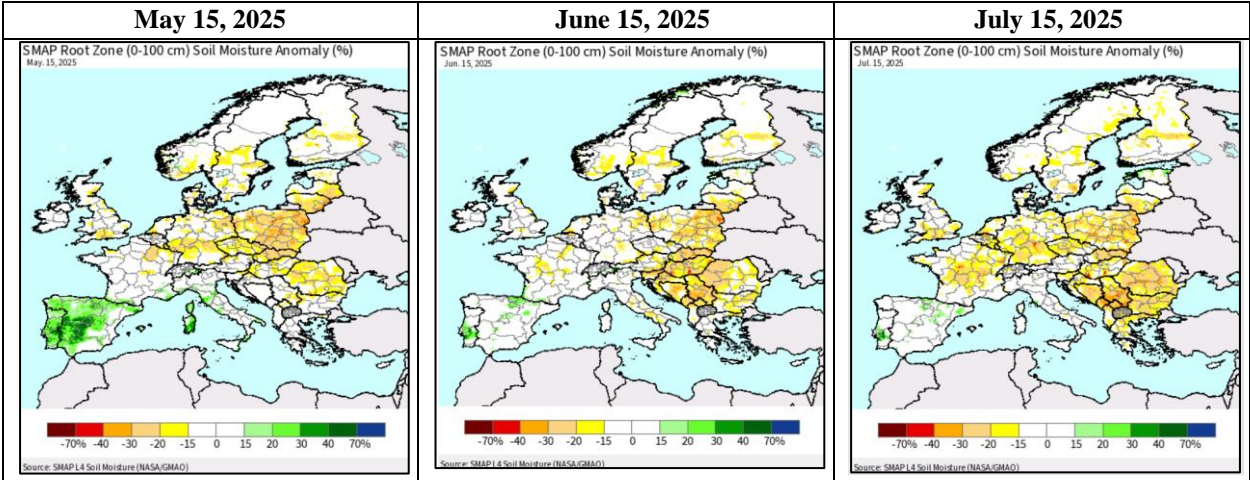 May 15, 2025
June 15, 2025
July 15, 2025
SMAP Root Zone (0-100 cm) Soil Moisture Anomaly (%)
May. 15, 2025
-70% -40 -30 -20 -15 0 15 20 30 40 70%
Source: SMAP L4 Soil Moisture (NASA/GMAO)
SMAP Root Zone (0-100 cm) Soil Moisture Anomaly (%)
Jun. 15, 2025
-70% -40 -30 -20 -15 0 15 20 30 40 70%
Source: SMAP L4 Soil Moisture (NASA/GMAO)
SMAP Root Zone (0-100 cm) Soil Moisture Anomaly (%)
Jul. 15, 2025
-70% -40 -30 -20 -15 0 15 20 30 40 70%
Source: SMAP L4 Soil Moisture (NASA/GMAO)